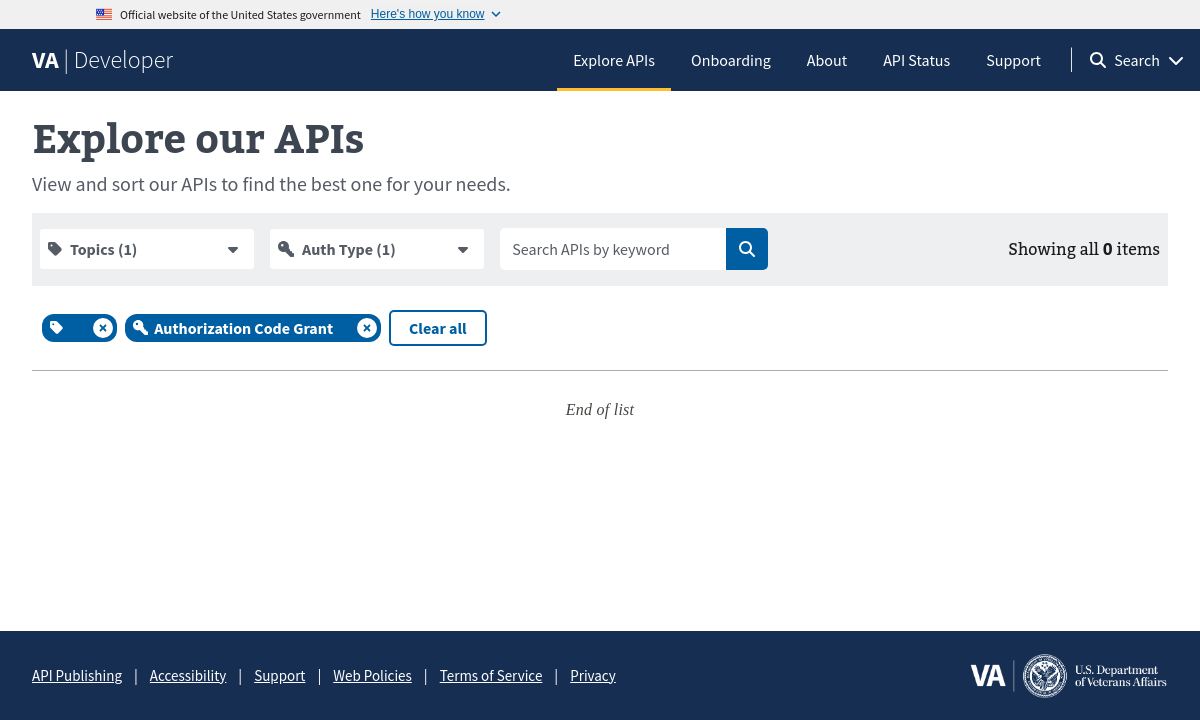 Official website of the United States government Here's how you know
VA | Developer
Explore APIs
Onboarding
About
API Status
Support
Search
Explore our APIs
View and sort our APIs to find the best one for your needs.
Topics (1)
Auth Type (1)
Search APIs by keyword
Showing all 0 items
Authorization Code Grant
Clear all
End of list
API Publishing | Accessibility | Support | Web Policies | Terms of Service | Privacy
VA
U.S. Department
of Veterans Affairs